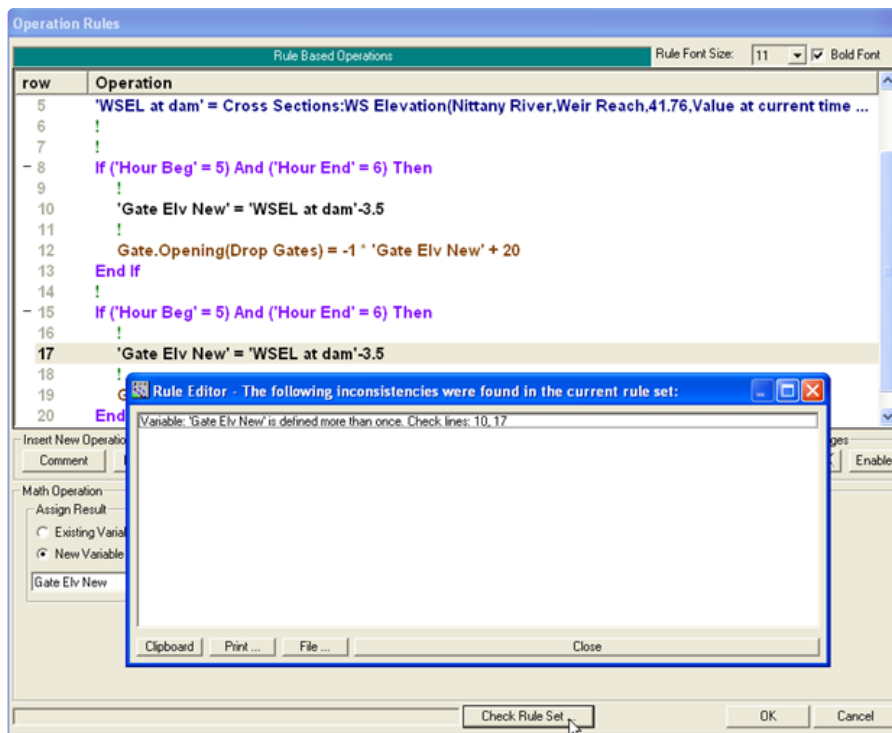 Operation Rules
Rule Based Operations Rule Font Size: 11 Bold Font
row Operation
5 'WSEL at dam' = Cross Sections:WS Elevation(Nittany River,Weir Reach,41.76,Value at current time ...
6 !
7 !
8 If ('Hour Beg' = 5) And ('Hour End' = 6) Then
9 !
10 'Gate Elv New' = 'WSEL at dam'-3.5
11 !
12 Gate.Opening(Drop Gates) = -1 * 'Gate Elv New' + 20
13 End If
14 !
15 If ('Hour Beg' = 5) And ('Hour End' = 6) Then
16 !
17 'Gate Elv New' = 'WSEL at dam'-3.5
18 !
19 G
20 End
Rule Editor - The following inconsistencies were found in the current rule set:
Variable: 'Gate Elv New' is defined more than once. Check lines: 10, 17
Insert New Operatio
ges
Comment
Enable
Math Operation
Assign Result
Existing Variab
New Variable
Gate Elv New
Clipboard Print ... File ... Close
Check Rule Set ... OK Cancel